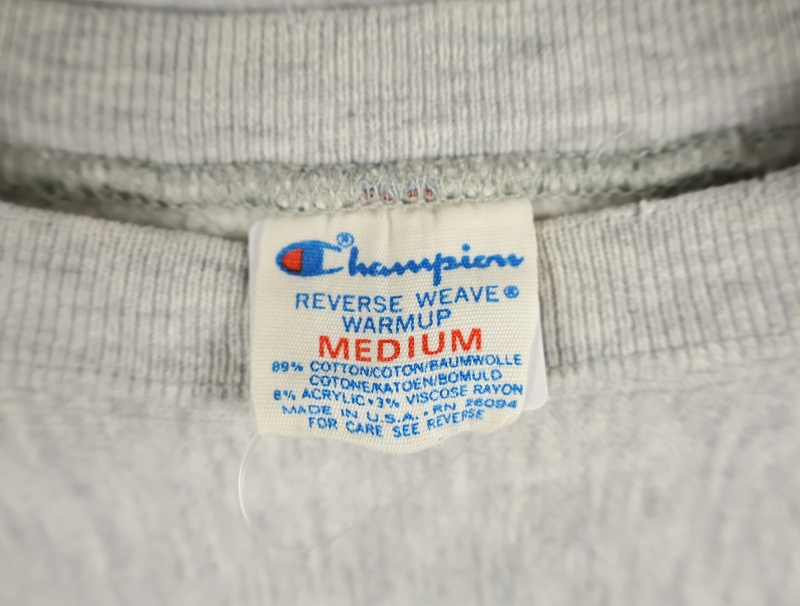 Champion®
REVERSE WEAVE®
WARMUP
MEDIUM
89% COTTON/COTON/BAUMWOLLE
COTONE/KATOEN/BOMULD
8% ACRYLIC•3% VISCOSE RAYON
MADE IN U.S.A.•RN 26094
FOR CARE SEE REVERSE